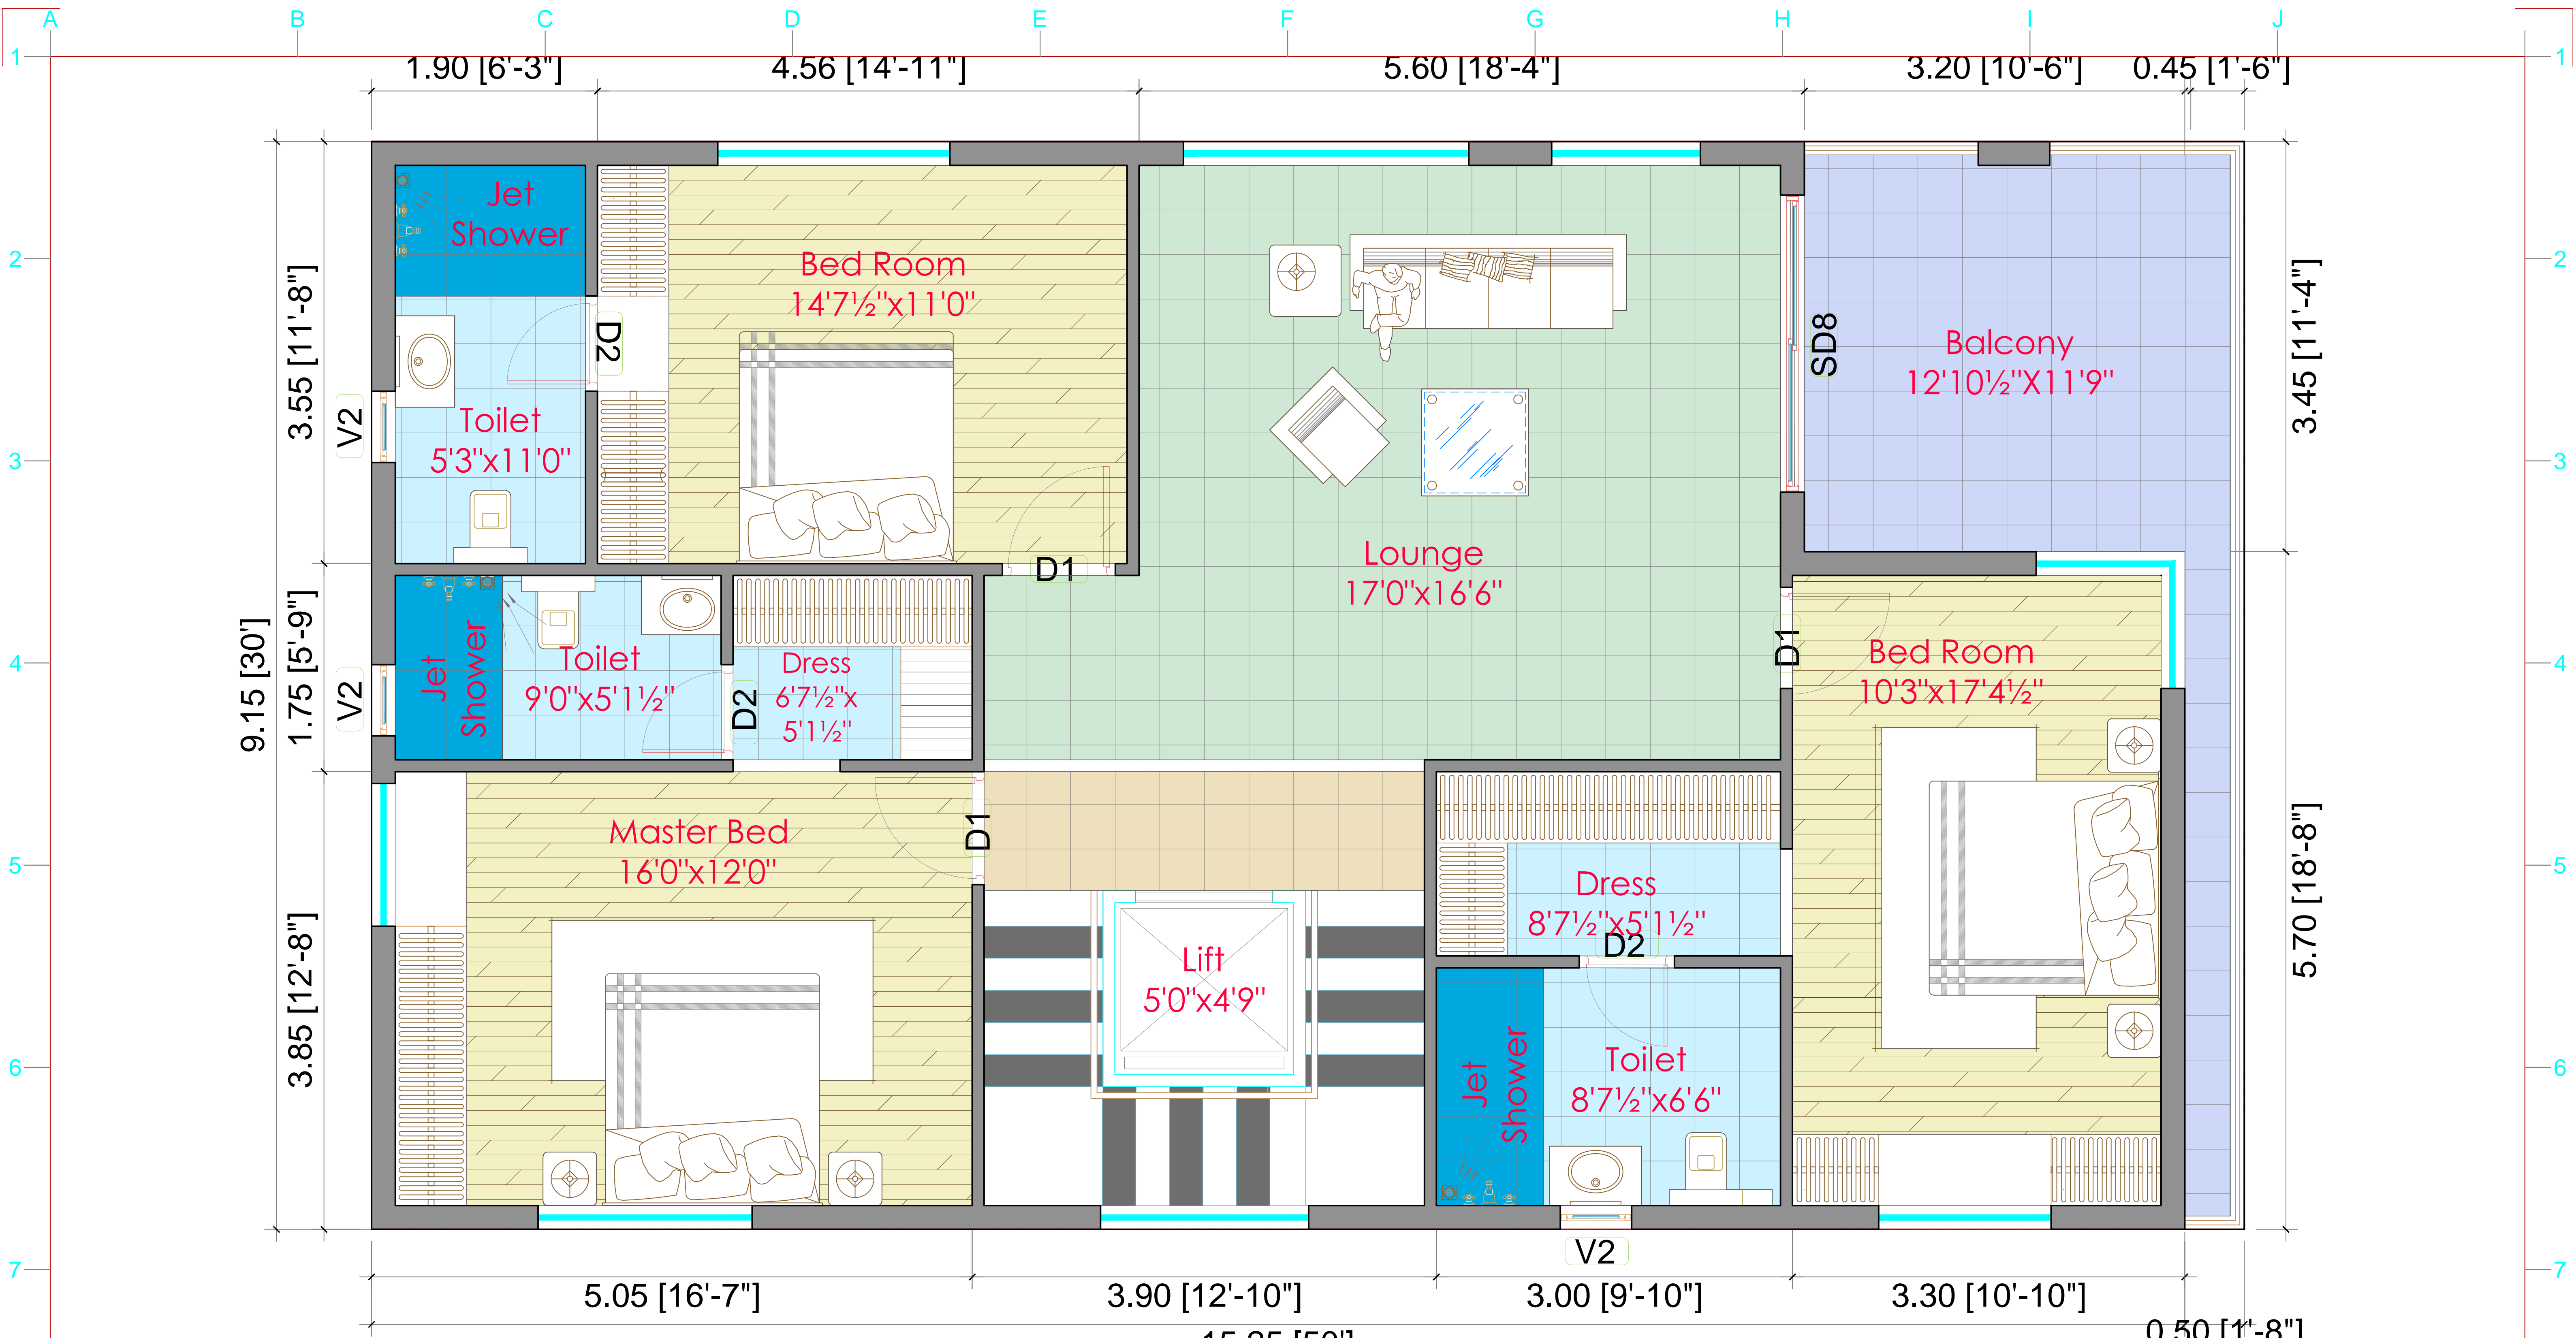 A B C D E F G H I J
1 1
1.90 [6'-3"] 4.56 [14'-11"] 5.60 [18'-4"] 3.20 [10'-6"] 0.45 [1'-6"]
Jet
Shower
2 2
Bed Room
14'7½"x11'0"
D2
SD8
Balcony
12'10½"X11'9"
3.55 [11'-8"]
3.45 [11'-4"]
V2
Toilet
5'3"x11'0"
3 3
D1
Lounge
17'0"x16'6"
9.15 [30']
1.75 [5'-9"]
V2
Jet
Shower
Toilet
9'0"x5'1½"
D2
Dress
6'7½"x
5'1½"
D1
Bed Room
10'3"x17'4½"
4 4
Master Bed
16'0"x12'0"
D1
5 5
Dress
8'7½"x5'1½"
D2
3.85 [12'-8"]
5.70 [18'-8"]
Lift
5'0"x4'9"
Jet
Shower
Toilet
8'7½"x6'6"
6 6
V2
7 7
5.05 [16'-7"] 3.90 [12'-10"] 3.00 [9'-10"] 3.30 [10'-10"]
15.25 [50'] 0.50 [1'-8"]